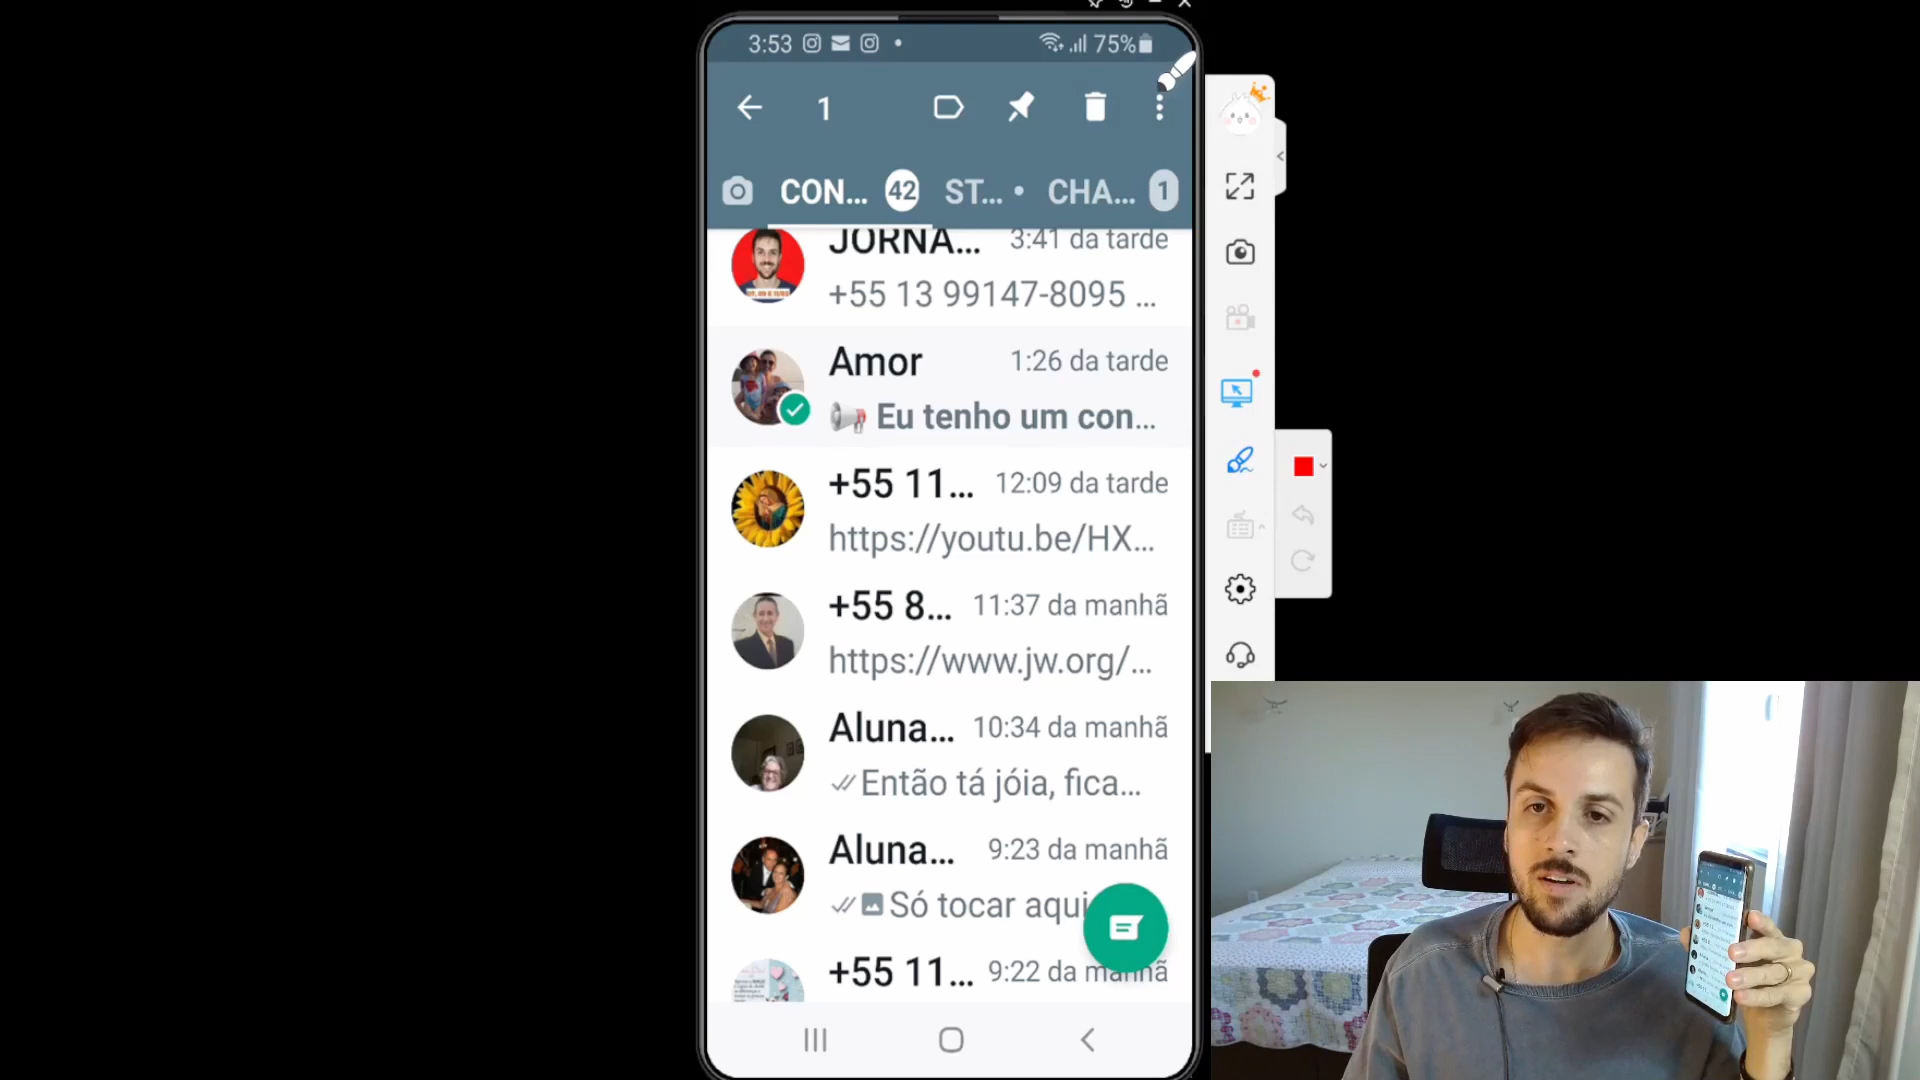 3:53
75%
1
CON... 42 ST... CHA... 1
JORNA... 3:41 da tarde
+55 13 99147-8095 ...
Amor 1:26 da tarde
Eu tenho um con...
+55 11... 12:09 da tarde
https://youtu.be/HX...
+55 8... 11:37 da manhã
https://www.jw.org/...
Aluna... 10:34 da manhã
Então tá jóia, fica...
Aluna... 9:23 da manhã
Só tocar aqui
+55 11... 9:22 da manhã